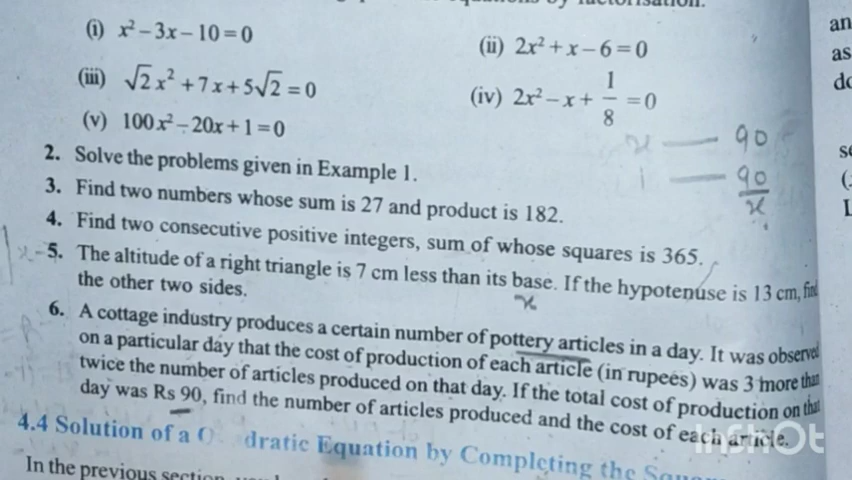 (i) x² – 3x – 10 = 0
(ii) 2x² + x – 6 = 0
(iii) √2 x² + 7x + 5√2 = 0
(iv) 2x² – x + 1/8 = 0
(v) 100x² – 20x + 1 = 0
x — 90
1 — 90/x
2. Solve the problems given in Example 1.
3. Find two numbers whose sum is 27 and product is 182.
4. Find two consecutive positive integers, sum of whose squares is 365.
5. The altitude of a right triangle is 7 cm less than its base. If the hypotenuse is 13 cm, find
the other two sides.
x
6. A cottage industry produces a certain number of pottery articles in a day. It was observed
on a particular day that the cost of production of each article (in rupees) was 3 more than
twice the number of articles produced on that day. If the total cost of production on that
day was Rs 90, find the number of articles produced and the cost of each article.
4.4 Solution of a Q dratic Equation by Completing the Square
In the previous section
InShOt
an
as